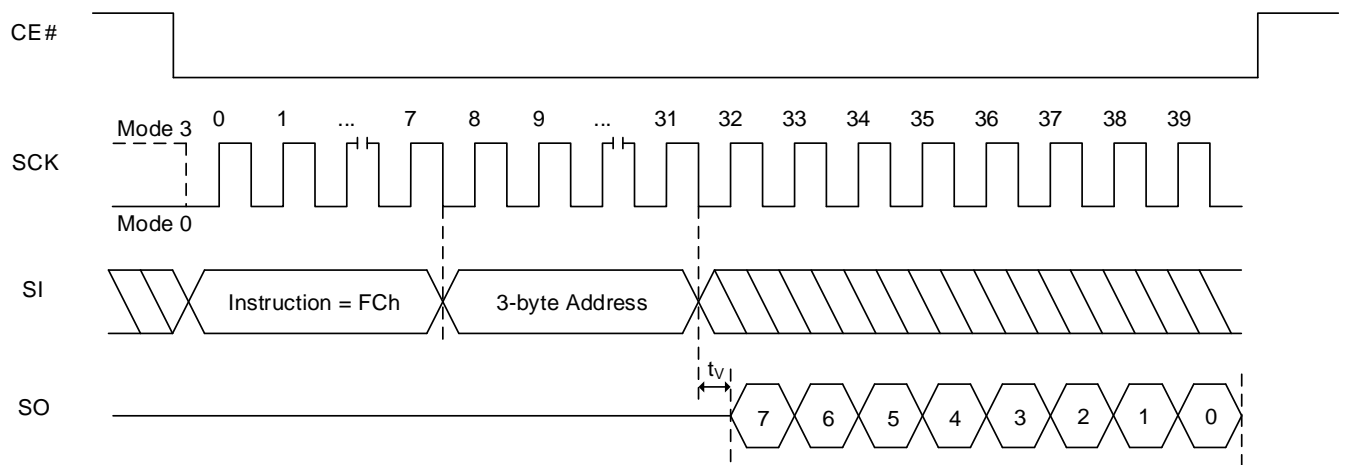 CE#
0 1 ... 7 8 9 ... 31 32 33 34 35 36 37 38 39
Mode 3
SCK
Mode 0
SI
Instruction = FCh 3-byte Address
tV
SO
7 6 5 4 3 2 1 0